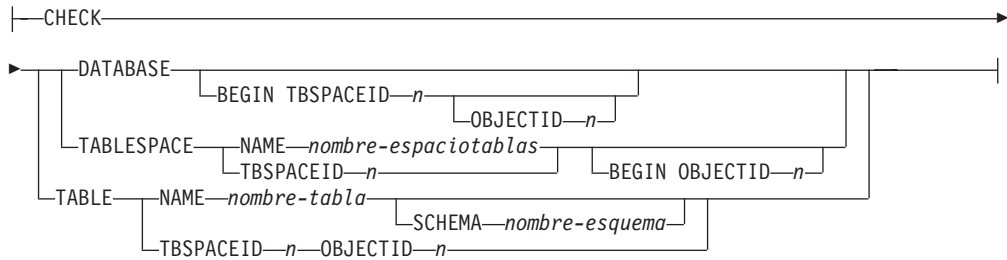 CHECK
DATABASE
BEGIN TBSPACEID n
OBJECTID n
TABLESPACE NAME nombre-espaciotablas
TBSPACEID n BEGIN OBJECTID n
TABLE NAME nombre-tabla
SCHEMA nombre-esquema
TBSPACEID n OBJECTID n